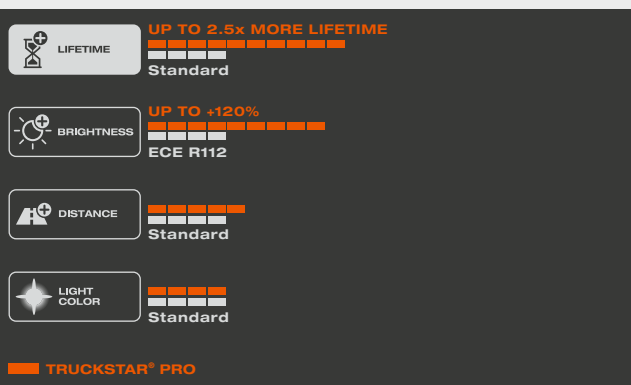 UP TO 2.5x MORE LIFETIME
LIFETIME
Standard
UP TO +120%
BRIGHTNESS
ECE R112
DISTANCE
Standard
LIGHT
COLOR
Standard
TRUCKSTAR® PRO